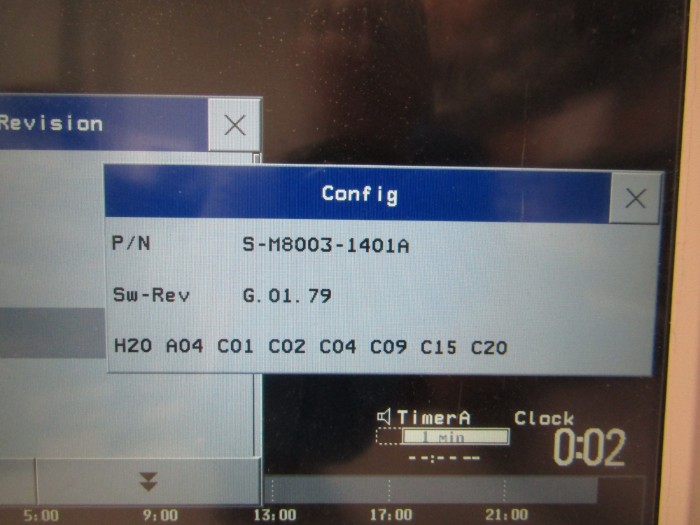 Revision
Config
P/N S-M8003-1401A
Sw-Rev G.01.79
H20 A04 C01 C02 C04 C09 C15 C20
TimerA Clock
1 min 0:02
--:-- --
5:00 9:00 13:00 17:00 21:00